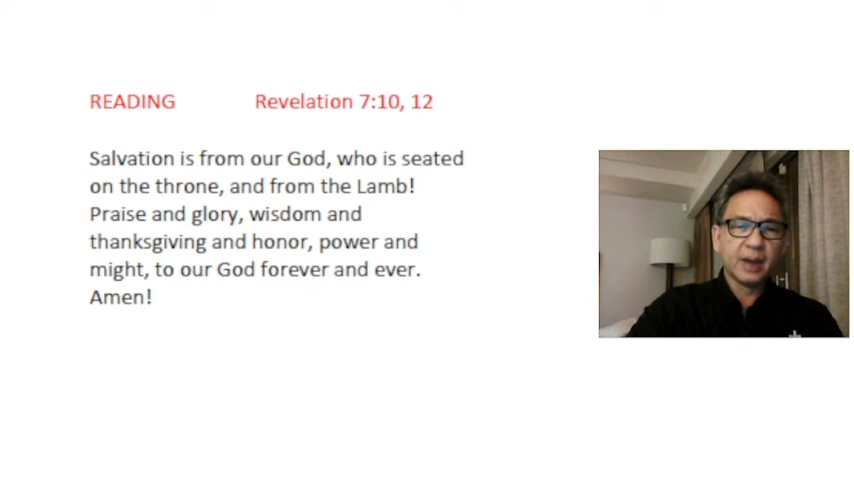 READING Revelation 7:10, 12
Salvation is from our God, who is seated
on the throne, and from the Lamb!
Praise and glory, wisdom and
thanksgiving and honor, power and
might, to our God forever and ever.
Amen!